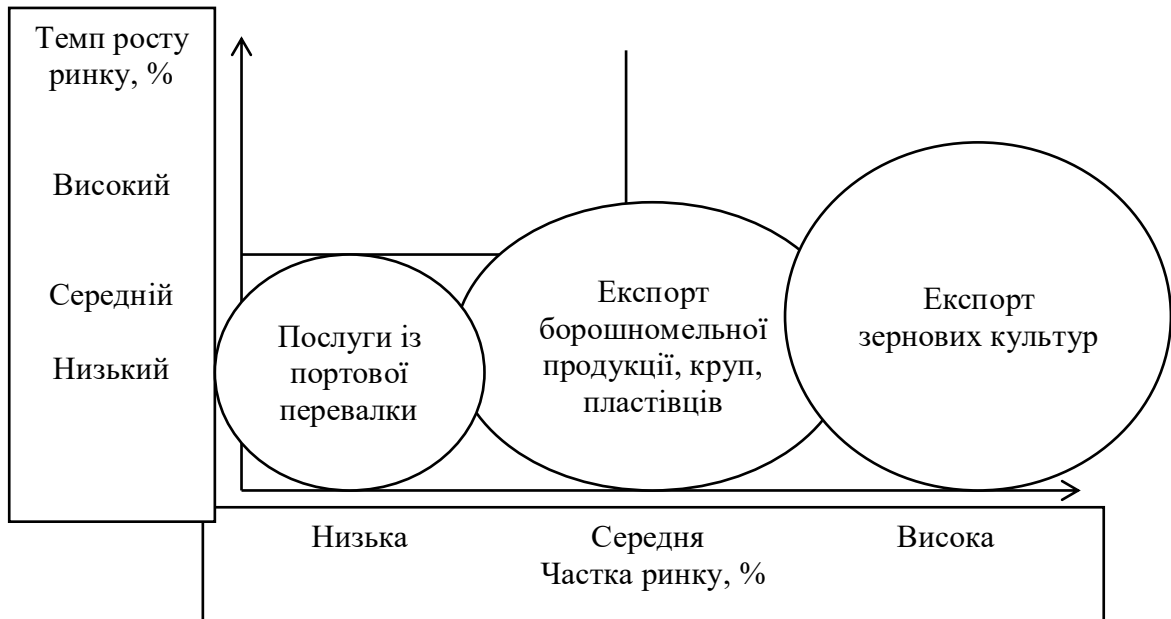 Темп росту
ринку, %
Високий
Середній
Низький
Послуги із
портової
перевалки
Експорт
борошномельної
продукції, круп,
пластівців
Експорт
зернових культур
Низька
Середня
Висока
Частка ринку, %